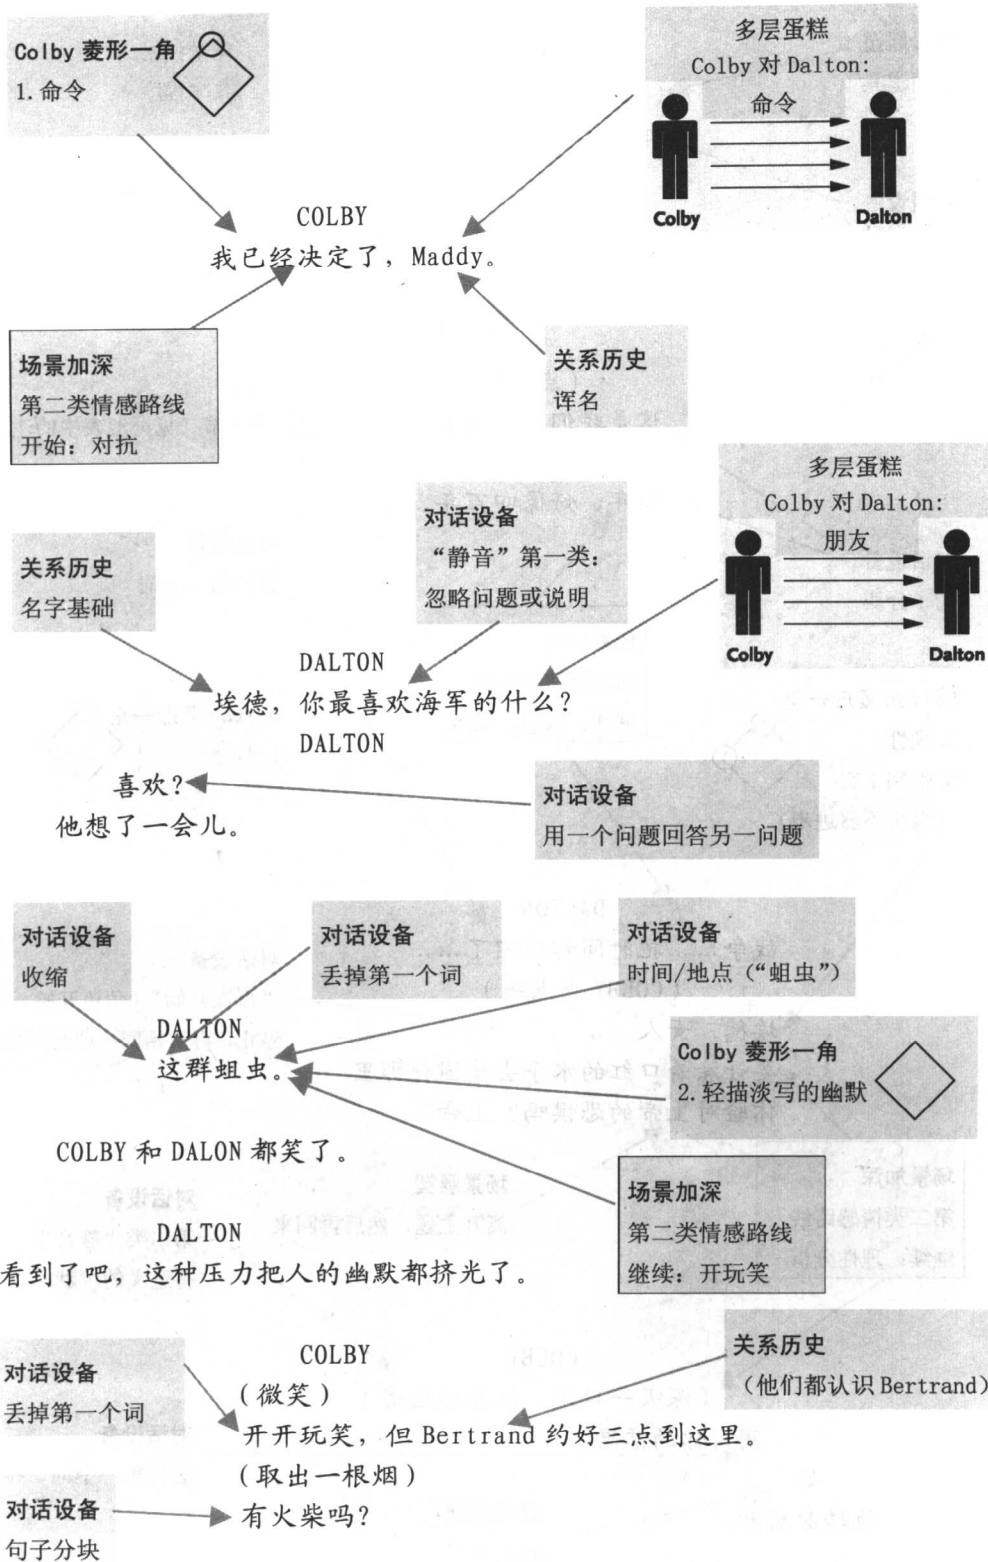 Colby 菱形一角
1. 命令
多层蛋糕
Colby 对 Dalton:
命令
Colby
Dalton
COLBY
我已经决定了，Maddy。
场景加深
第二类情感路线
开始：对抗
关系历史
诨名
多层蛋糕
Colby 对 Dalton:
朋友
Colby
Dalton
关系历史
名字基础
对话设备
“静音”第一类：
忽略问题或说明
DALTON
埃德，你最喜欢海军的什么？
DALTON
喜欢？
他想了一会儿。
对话设备
用一个问题回答另一问题
对话设备
收缩
对话设备
丢掉第一个词
对话设备
时间/地点（“蛆虫”）
DALTON
这群蛆虫。
Colby 菱形一角
2.轻描淡写的幽默
COLBY 和 DALON 都笑了。
场景加深
第二类情感路线
继续：开玩笑
DALTON
看到了吧，这种压力把人的幽默都挤光了。
对话设备
丢掉第一个词
COLBY
（微笑）
关系历史
（他们都认识 Bertrand）
开开玩笑，但 Bertrand 约好三点到这里。
（取出一根烟）
对话设备
句子分块
有火柴吗？